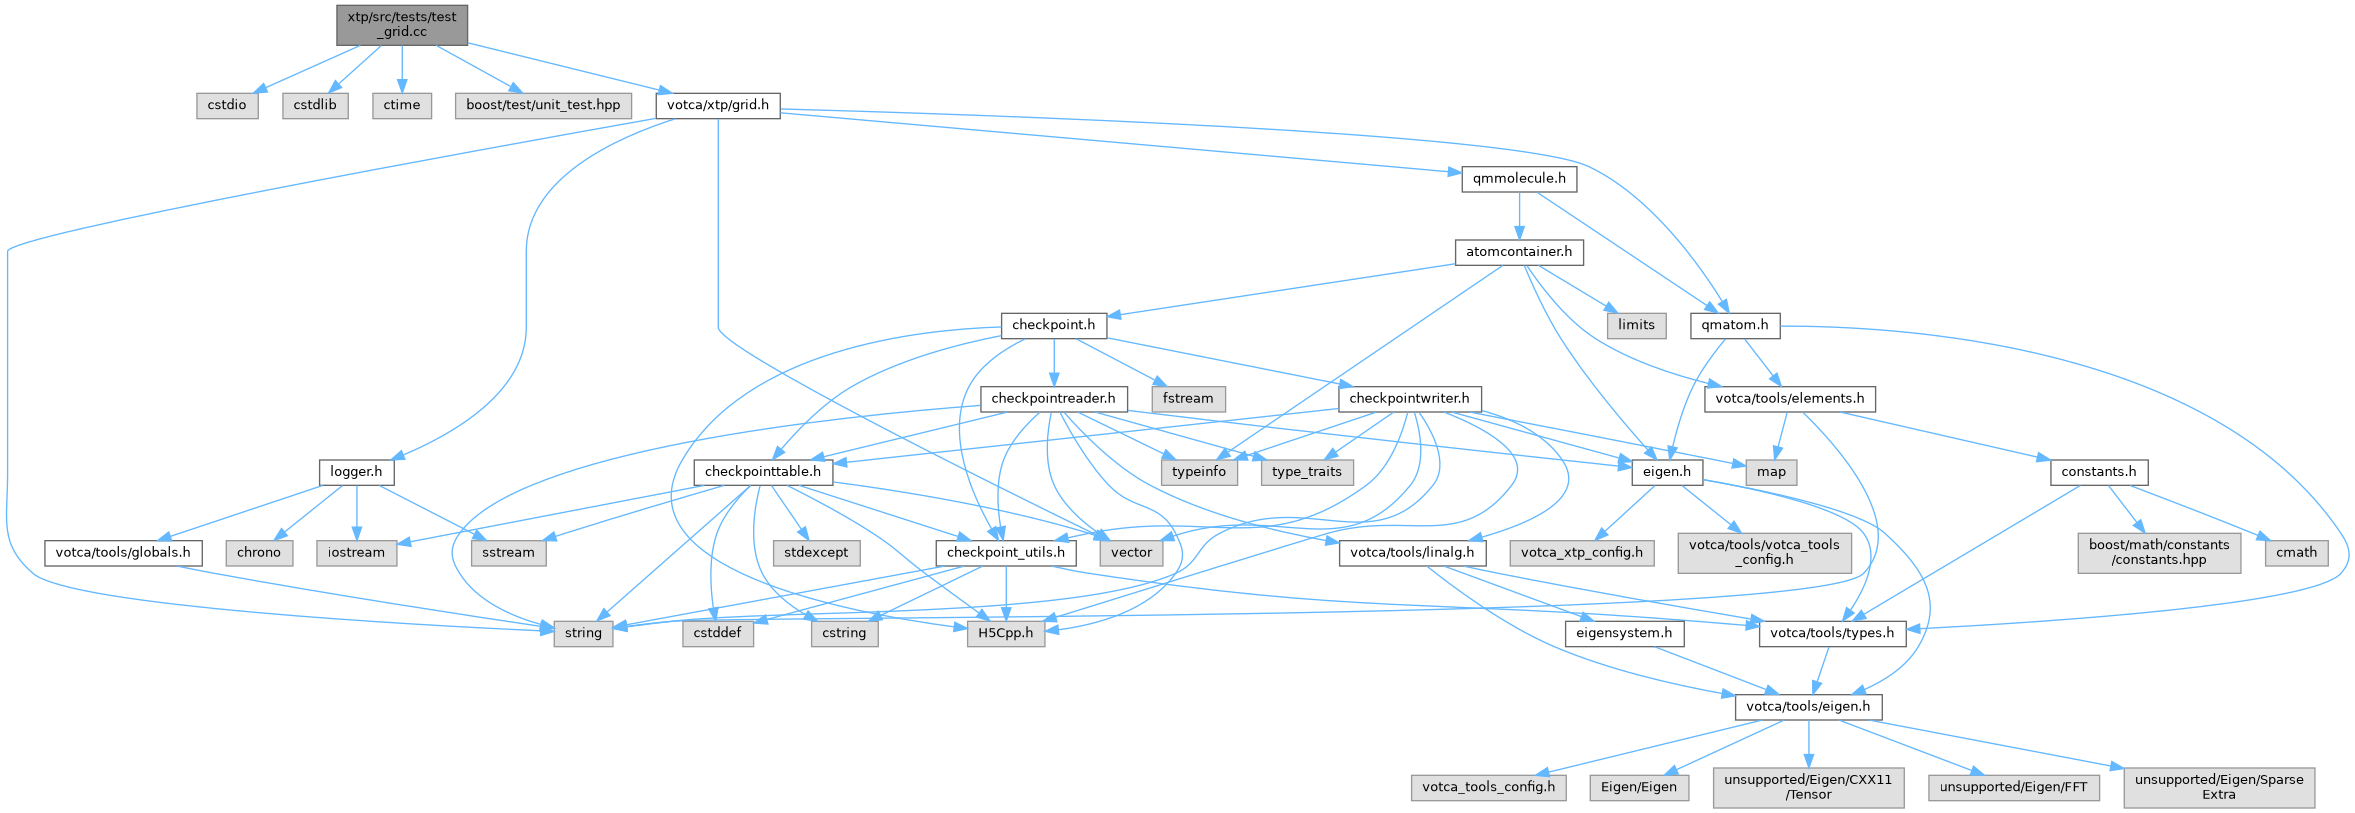 xtp/src/tests/test
_grid.cc
cstdio
cstdlib
ctime
boost/test/unit_test.hpp
votca/xtp/grid.h
qmmolecule.h
atomcontainer.h
checkpoint.h
limits
qmatom.h
checkpointreader.h
fstream
checkpointwriter.h
votca/tools/elements.h
logger.h
checkpointtable.h
typeinfo
type_traits
eigen.h
map
constants.h
votca/tools/globals.h
chrono
iostream
sstream
stdexcept
checkpoint_utils.h
vector
votca/tools/linalg.h
votca_xtp_config.h
votca/tools/votca_tools
_config.h
boost/math/constants
/constants.hpp
cmath
string
cstddef
cstring
H5Cpp.h
eigensystem.h
votca/tools/types.h
votca/tools/eigen.h
votca_tools_config.h
Eigen/Eigen
unsupported/Eigen/CXX11
/Tensor
unsupported/Eigen/FFT
unsupported/Eigen/Sparse
Extra